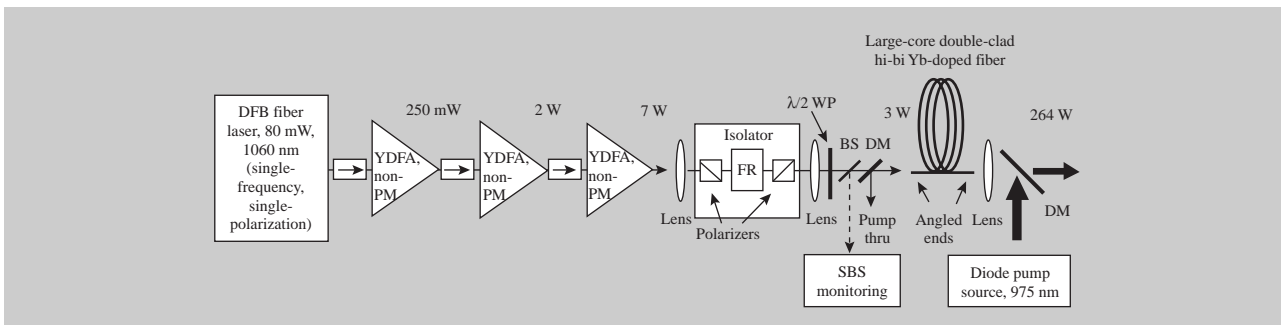 Large-core double-clad
hi-bi Yb-doped fiber
DFB fiber
laser, 80 mW,
1060 nm
(single-
frequency,
single-
polarization)
250 mW
2 W
7 W
λ/2 WP
3 W
264 W
YDFA,
non-
PM
YDFA,
non-
PM
YDFA,
non-
PM
Isolator
FR
BS
DM
Lens
Polarizers
Lens
Pump
thru
Angled
ends
Lens
DM
SBS
monitoring
Diode pump
source, 975 nm